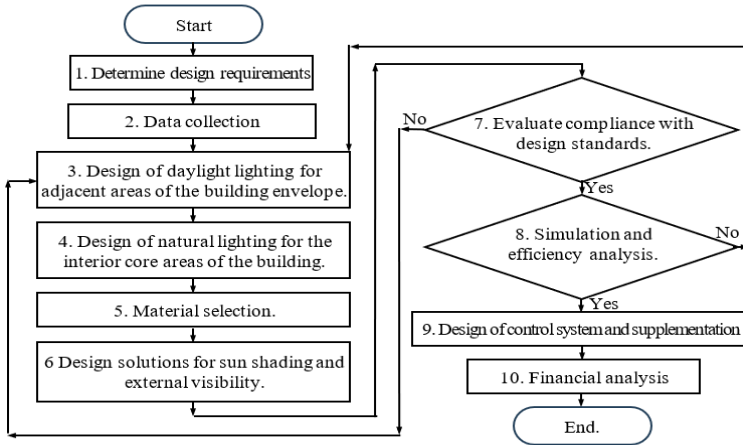 Start
1. Determine design requirements
2. Data collection
3. Design of daylight lighting for
adjacent areas of the building envelope.
4. Design of natural lighting for the
interior core areas of the building.
5. Material selection.
6 Design solutions for sun shading and
external visibility.
No
7. Evaluate compliance with
design standards.
Yes
8. Simulation and
efficiency analysis.
No
Yes
9. Design of control system and supplementation
10. Financial analysis
End.